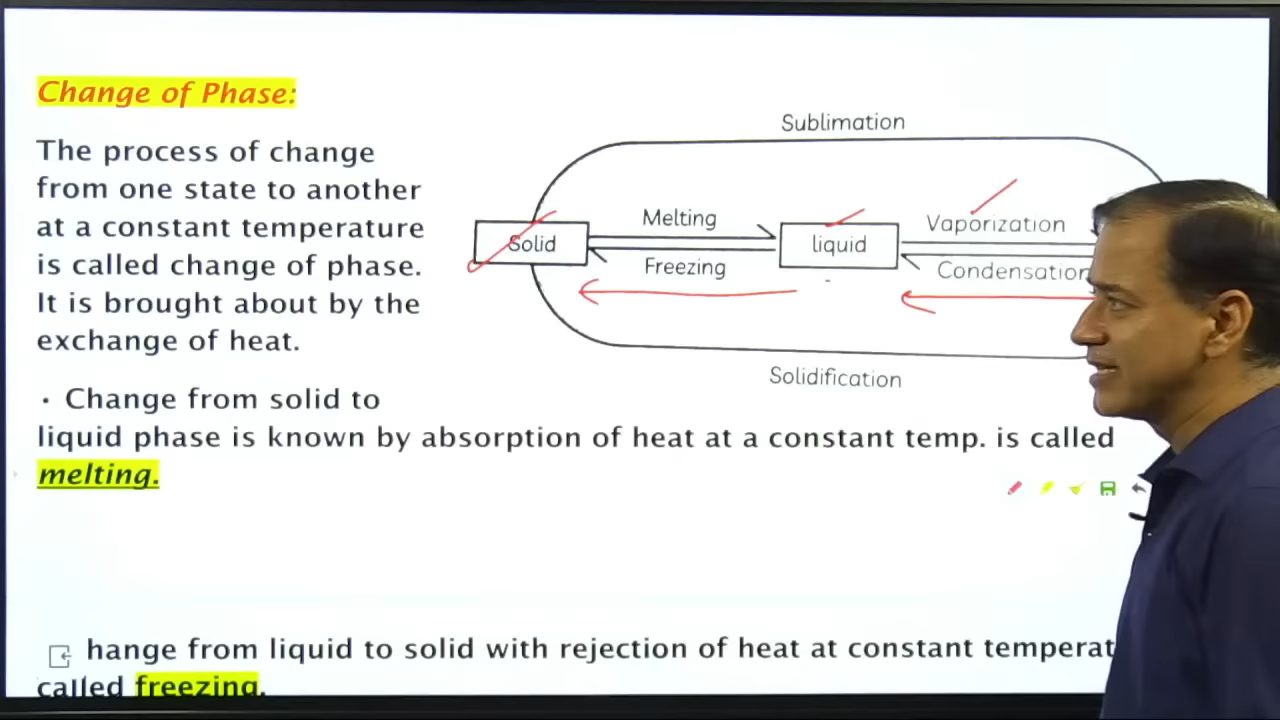 Change of Phase:
The process of change
from one state to another
at a constant temperature
is called change of phase.
It is brought about by the
exchange of heat.
• Change from solid to
liquid phase is known by absorption of heat at a constant temp. is called
melting.
Sublimation
Solid
Melting
Freezing
liquid
Vaporization
Condensation
Solidification
hange from liquid to solid with rejection of heat at constant temperat
called freezing.